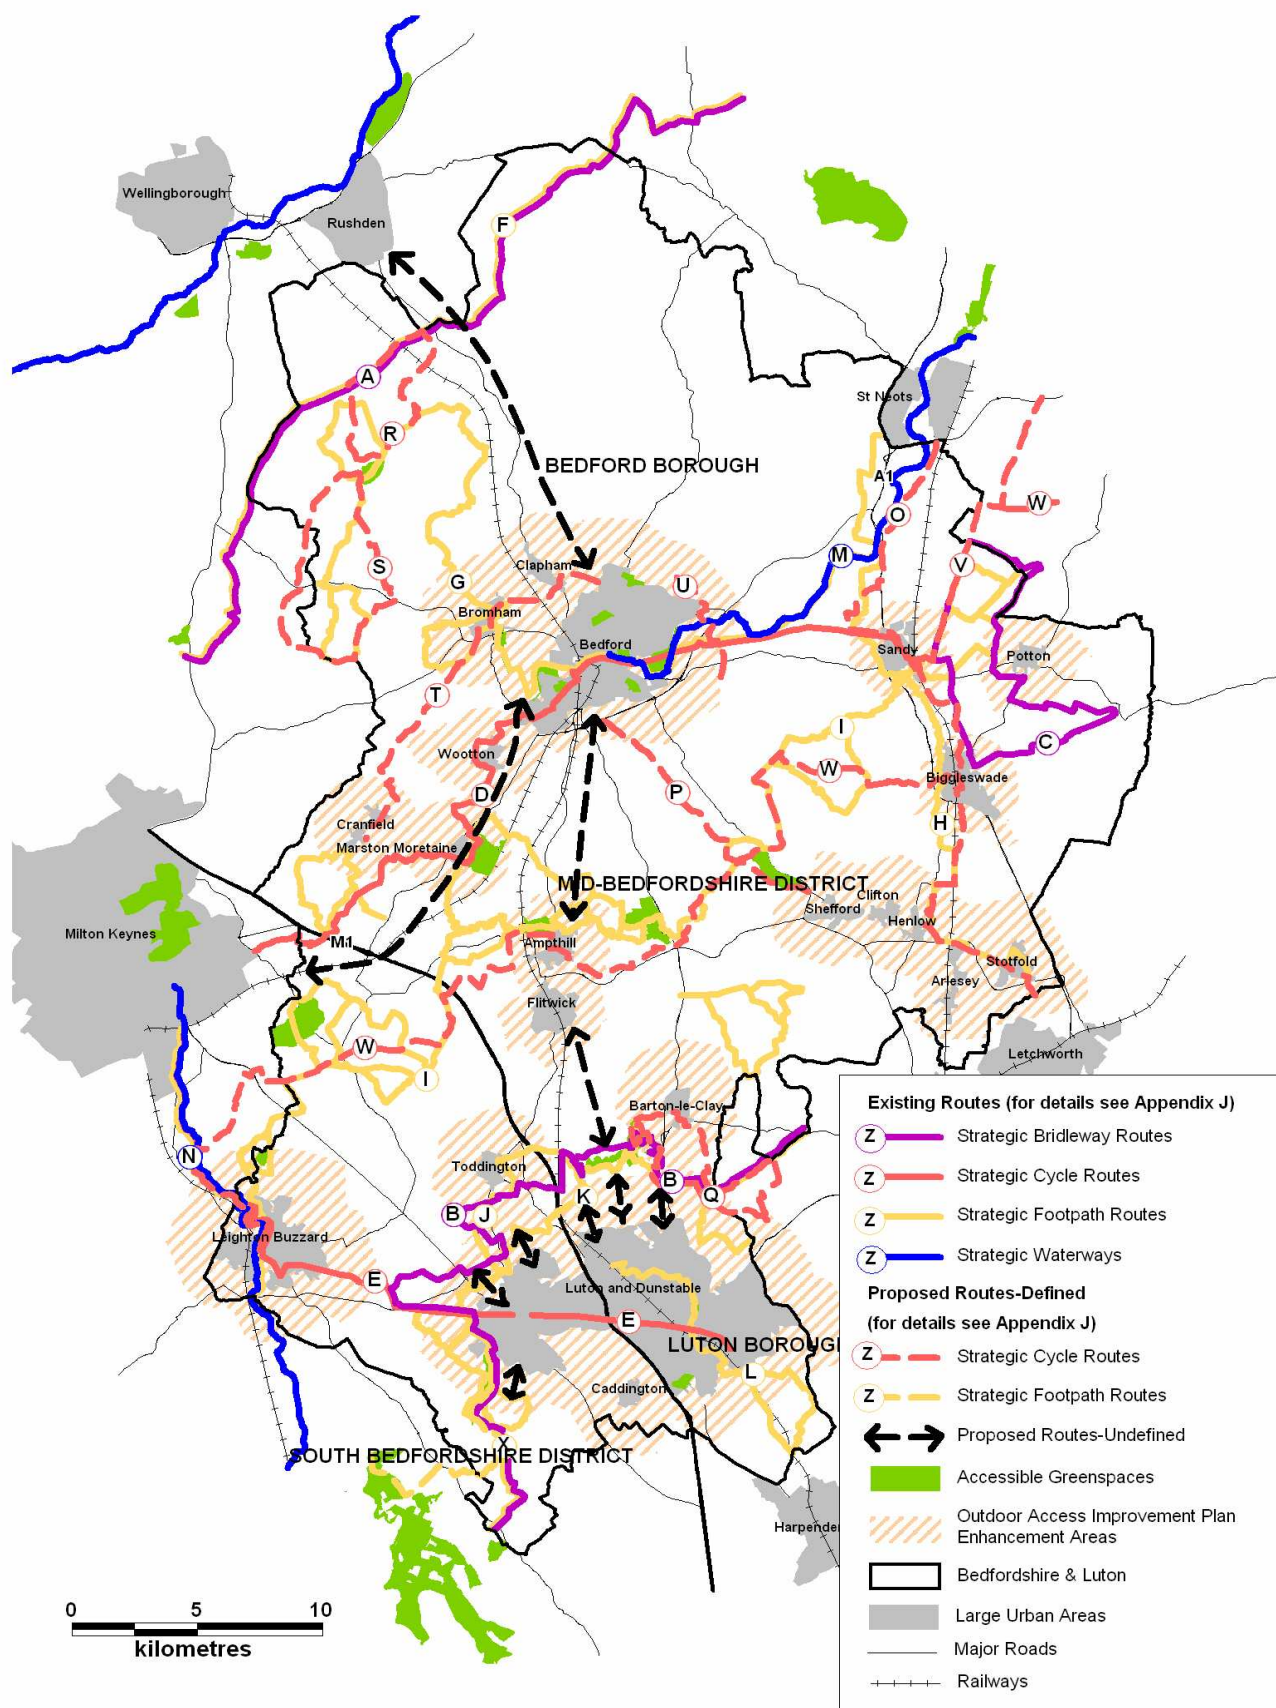 Wellingborough
Rushden
F
A
St Neots
R
BEDFORD BOROUGH
A1
W
O
M
V
S
G
Clapham
U
Bromham
Bedford
Sandy
Potton
T
I
C
Wootton
W
Biggleswade
D
P
Cranfield
H
Marston Moretaine
MID-BEDFORDSHIRE DISTRICT
Clifton
Shefford
Henlow
Milton Keynes
M1
Ampthill
Stotfold
Arlesey
Flitwick
W
Letchworth
I
Barton-le-Clay
N
Toddington
B
K
Q
B
J
Leighton Buzzard
E
Luton and Dunstable
E
LUTON BOROUGH
L
Caddington
X
SOUTH BEDFORDSHIRE DISTRICT
Harpenden
0 5 10
kilometres
Existing Routes (for details see Appendix J)
Z Strategic Bridleway Routes
Z Strategic Cycle Routes
Z Strategic Footpath Routes
Z Strategic Waterways
Proposed Routes-Defined
(for details see Appendix J)
Z Strategic Cycle Routes
Z Strategic Footpath Routes
Proposed Routes-Undefined
Accessible Greenspaces
Outdoor Access Improvement Plan
Enhancement Areas
Bedfordshire & Luton
Large Urban Areas
Major Roads
Railways